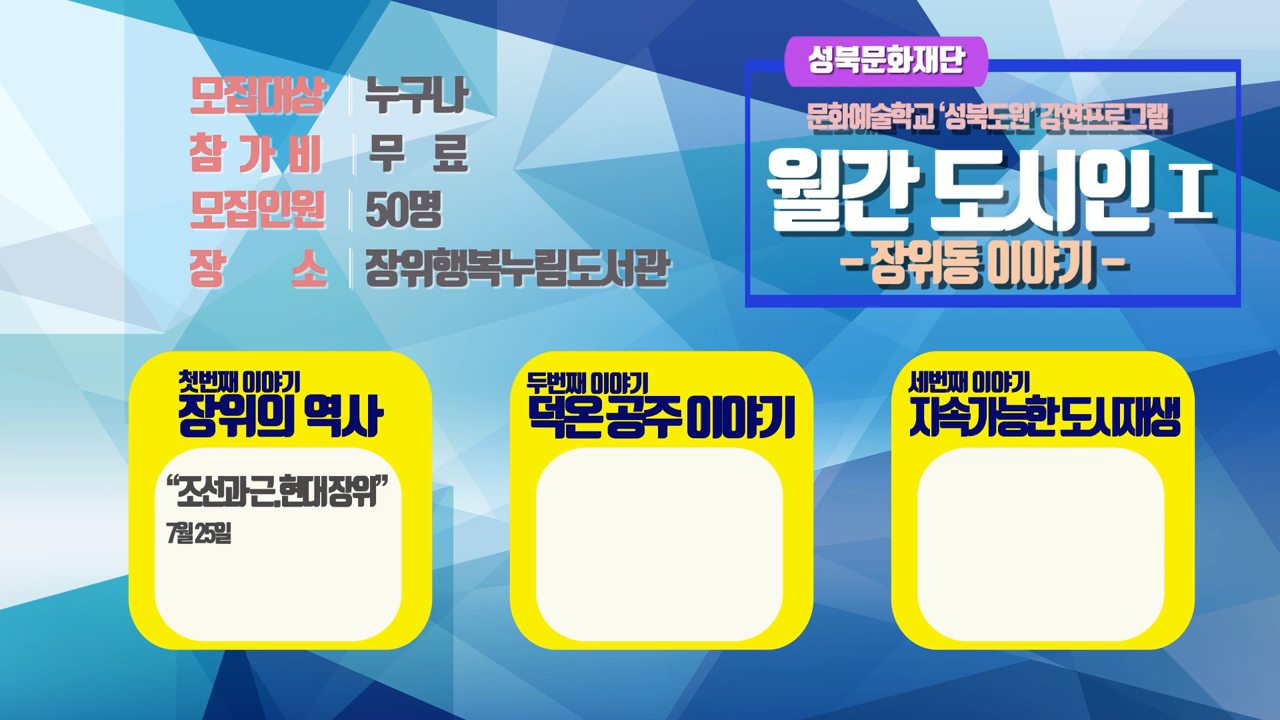 모집대상 누구나
참가비 무료
모집인원 50명
장소 장위행복누림도서관
성북문화재단
문화예술학교 ‘성북도원’ 강연프로그램
월간 도시인 I
- 장위동 이야기 -
첫번째 이야기
장위의 역사
“조선과 근.현대 장위”
7월 25일
두번째 이야기
덕온 공주 이야기
세번째 이야기
지속가능한 도시재생